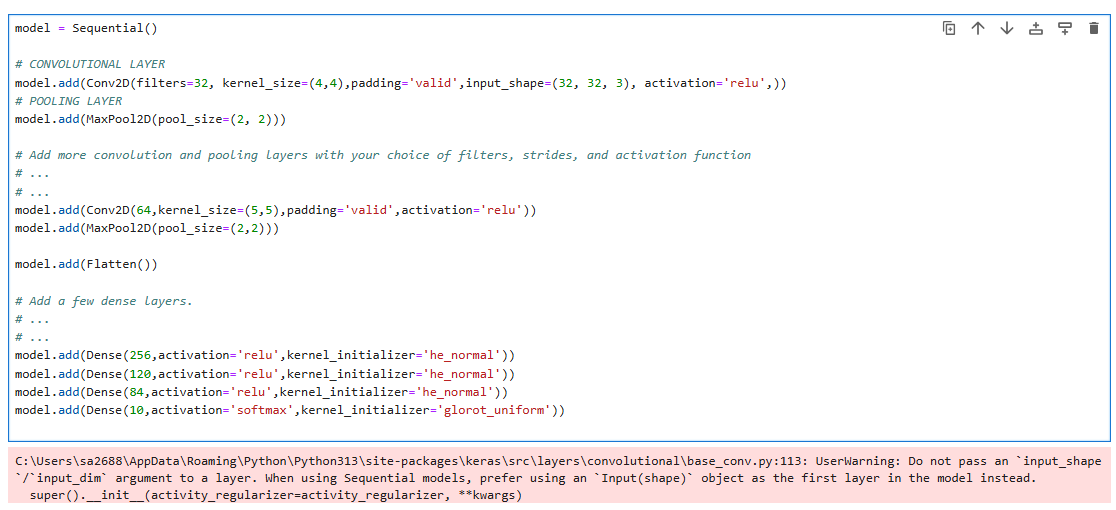 model = Sequential()
# CONVOLUTIONAL LAYER
model.add(Conv2D(filters=32, kernel_size=(4,4),padding='valid',input_shape=(32, 32, 3), activation='relu',))
# POOLING LAYER
model.add(MaxPool2D(pool_size=(2, 2)))
# Add more convolution and pooling layers with your choice of filters, strides, and activation function
# ...
# ...
model.add(Conv2D(64,kernel_size=(5,5),padding='valid',activation='relu'))
model.add(MaxPool2D(pool_size=(2,2)))
model.add(Flatten())
# Add a few dense layers.
# ...
# ...
model.add(Dense(256,activation='relu',kernel_initializer='he_normal'))
model.add(Dense(120,activation='relu',kernel_initializer='he_normal'))
model.add(Dense(84,activation='relu',kernel_initializer='he_normal'))
model.add(Dense(10,activation='softmax',kernel_initializer='glorot_uniform'))
C:\Users\sa2688\AppData\Roaming\Python\Python313\site-packages\keras\src\layers\convolutional\base_conv.py:113: UserWarning: Do not pass an `input_shape
`/`input_dim` argument to a layer. When using Sequential models, prefer using an `Input(shape)` object as the first layer in the model instead.
  super().__init__(activity_regularizer=activity_regularizer, **kwargs)